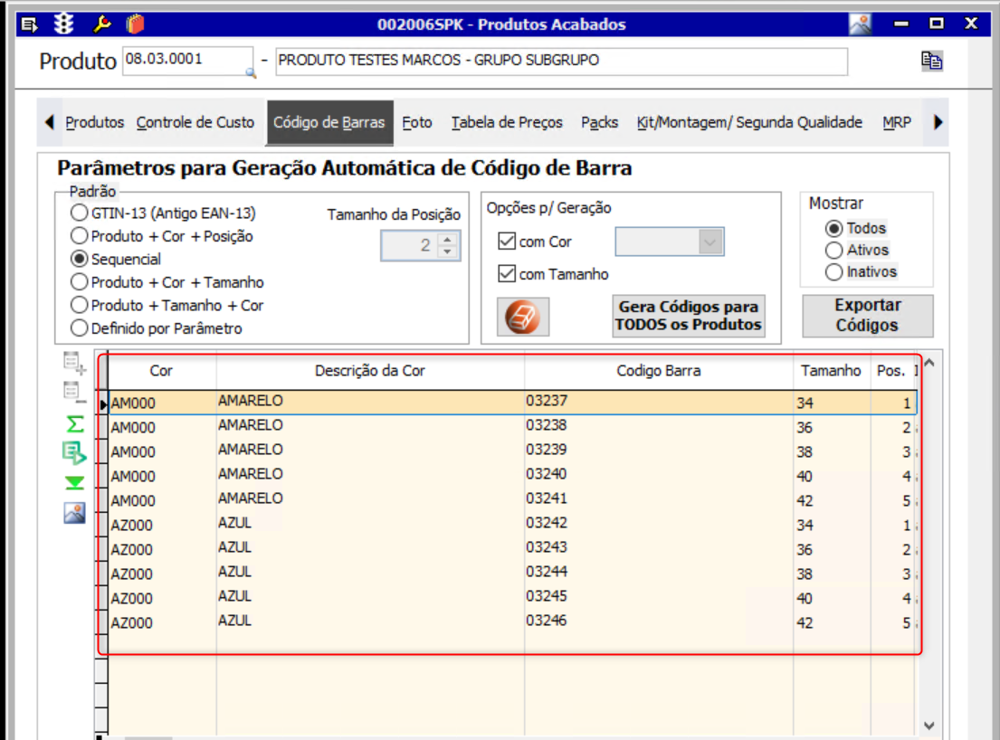 002006SPK - Produtos Acabados
Produto 08.03.0001 - PRODUTO TESTES MARCOS - GRUPO SUBGRUPO
Produtos Controle de Custo Código de Barras Foto Tabela de Preços Packs Kit/Montagem/ Segunda Qualidade MRP
Parâmetros para Geração Automática de Código de Barra
Padrão
GTIN-13 (Antigo EAN-13)
Produto + Cor + Posição
Sequencial
Produto + Cor + Tamanho
Produto + Tamanho + Cor
Definido por Parâmetro
Tamanho da Posição
2
Opções p/ Geração
com Cor
com Tamanho
Gera Códigos para
TODOS os Produtos
Mostrar
Todos
Ativos
Inativos
Exportar
Códigos
Cor Descrição da Cor Codigo Barra Tamanho Pos.
AM000 AMARELO 03237 34 1
AM000 AMARELO 03238 36 2
AM000 AMARELO 03239 38 3
AM000 AMARELO 03240 40 4
AM000 AMARELO 03241 42 5
AZ000 AZUL 03242 34 1
AZ000 AZUL 03243 36 2
AZ000 AZUL 03244 38 3
AZ000 AZUL 03245 40 4
AZ000 AZUL 03246 42 5